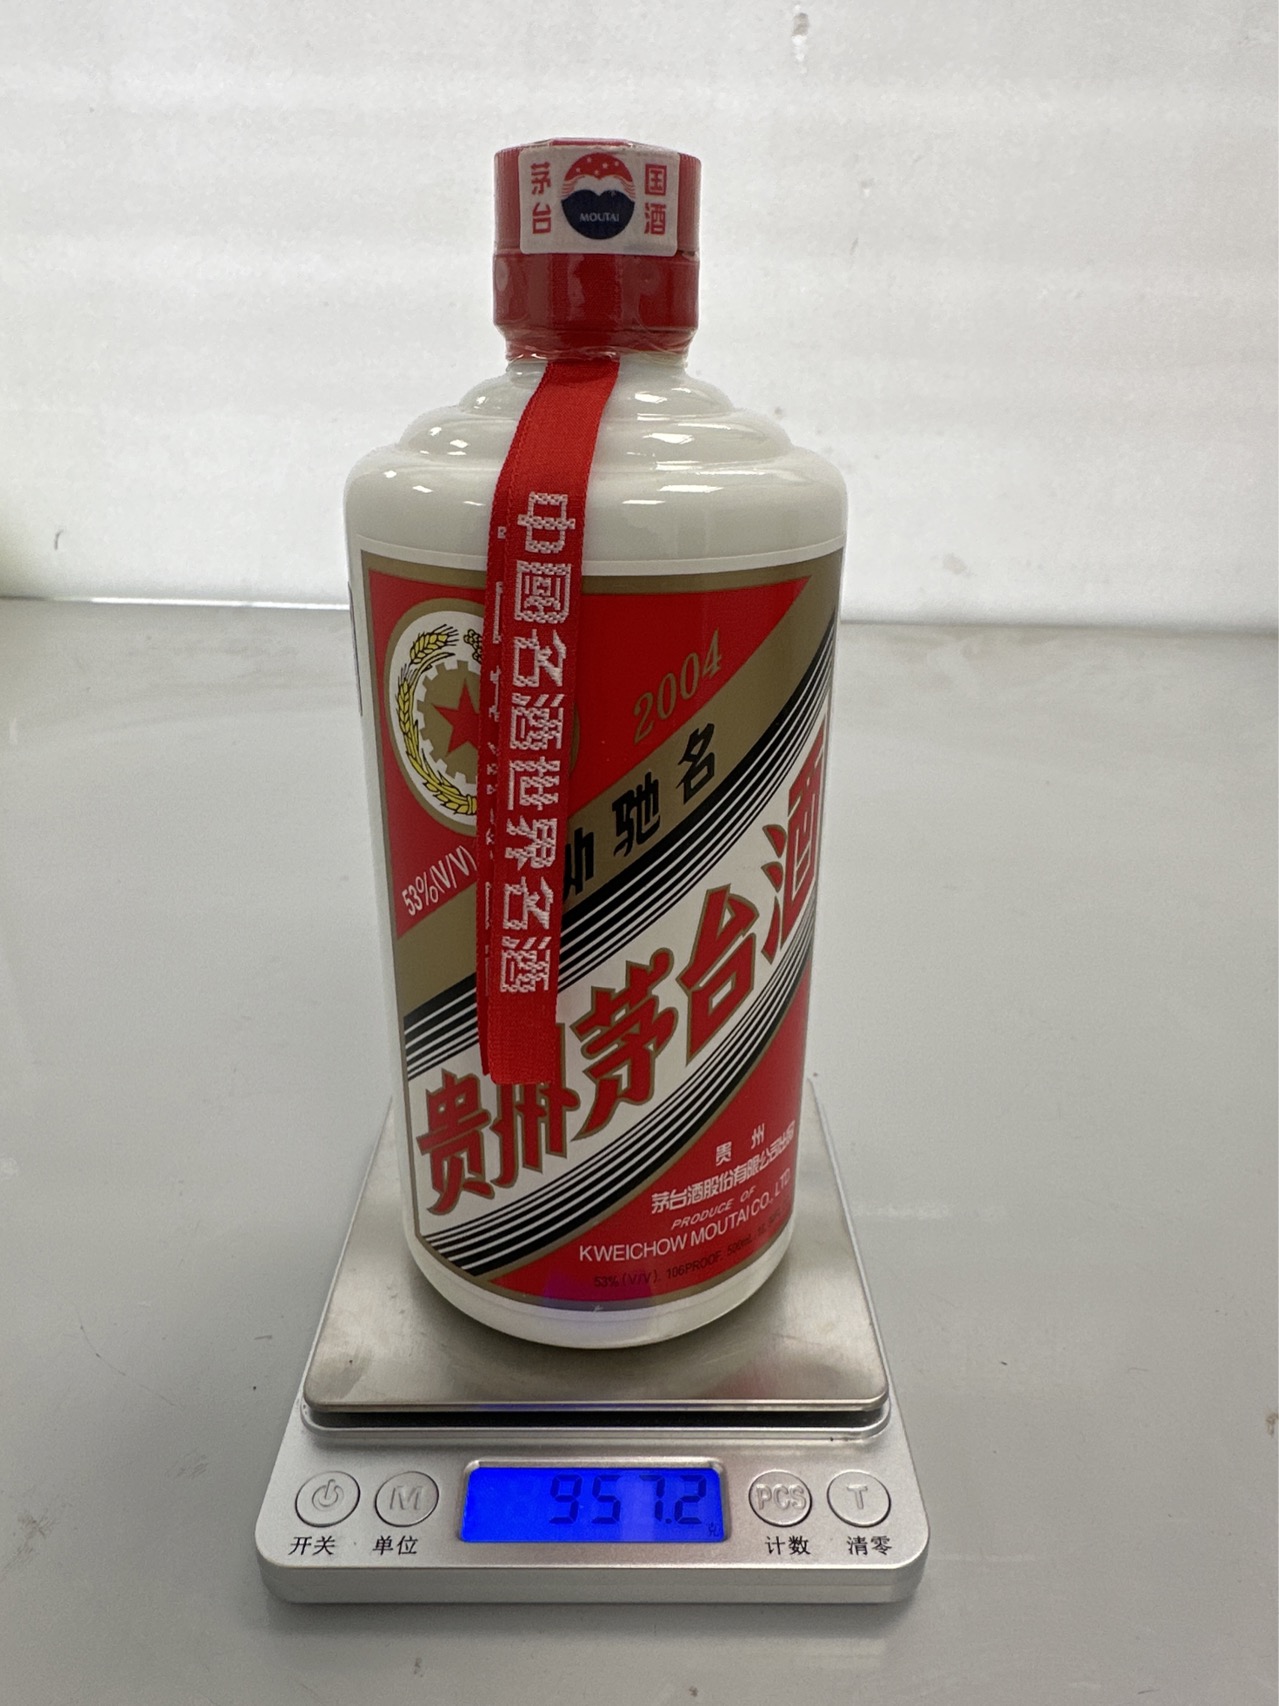 茅台
MOUTAI
国酒
中國名酒世界名酒
2004
驰名
53%(V/V)
贵州茅台酒
贵州
茅台酒股份有限公司出品
PRODUCE OF
KWEICHOW MOUTAI CO., LTD.
53% (V/V). 106PROOF. 500mL
957.2
克
M
PCS
T
开关
单位
计数
清零